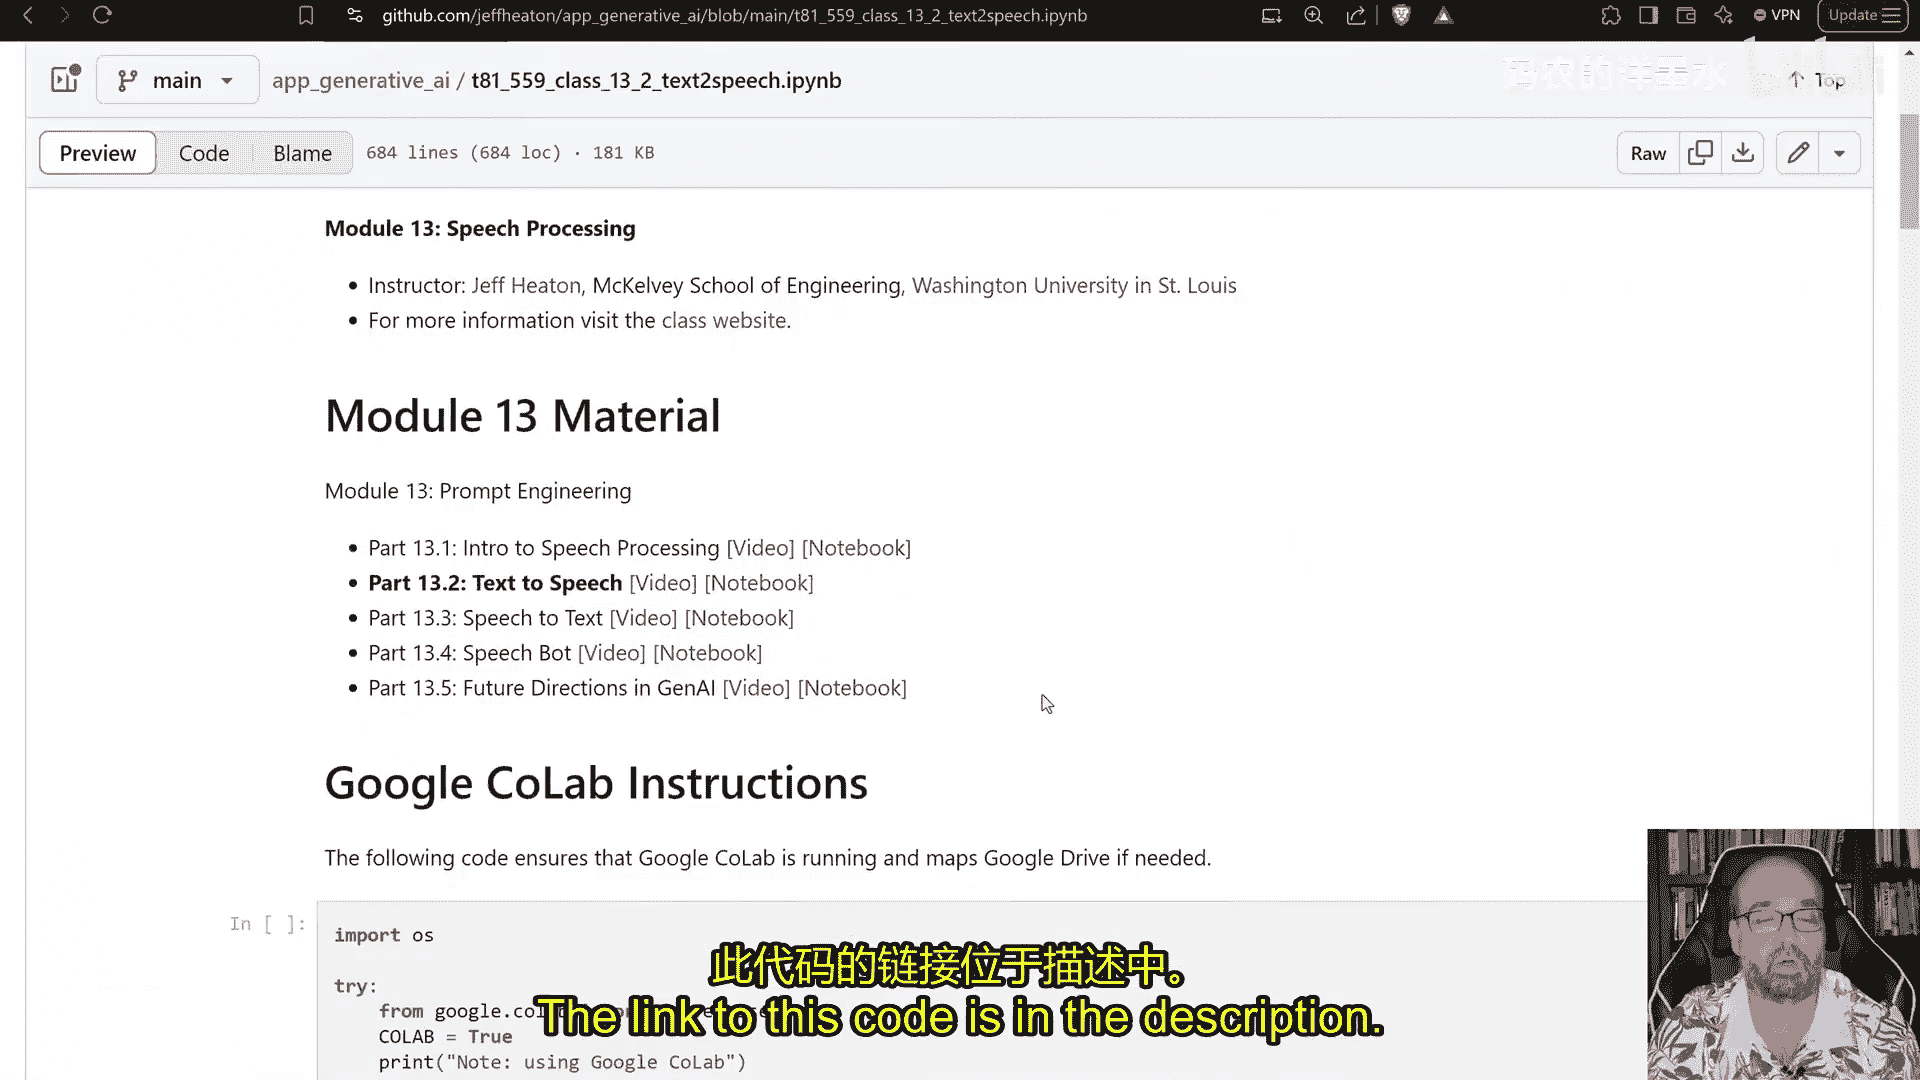 github.com/jeffheaton/app_generative_ai/blob/main/t81_559_class_13_2_text2speech.ipynb
VPN
Update
码农的洋墨水
main
app_generative_ai / t81_559_class_13_2_text2speech.ipynb
Top
Preview
Code
Blame
684 lines (684 loc) · 181 KB
Raw
Module 13: Speech Processing
• Instructor: Jeff Heaton, McKelvey School of Engineering, Washington University in St. Louis
• For more information visit the class website.
Module 13 Material
Module 13: Prompt Engineering
• Part 13.1: Intro to Speech Processing [Video] [Notebook]
• Part 13.2: Text to Speech [Video] [Notebook]
• Part 13.3: Speech to Text [Video] [Notebook]
• Part 13.4: Speech Bot [Video] [Notebook]
• Part 13.5: Future Directions in GenAI [Video] [Notebook]
Google CoLab Instructions
The following code ensures that Google CoLab is running and maps Google Drive if needed.
In [ ]:
import os
try:
from
COLAB = True
print("Note: using Google CoLab")
此代码的链接位于描述中。
The link to this code is in the description.